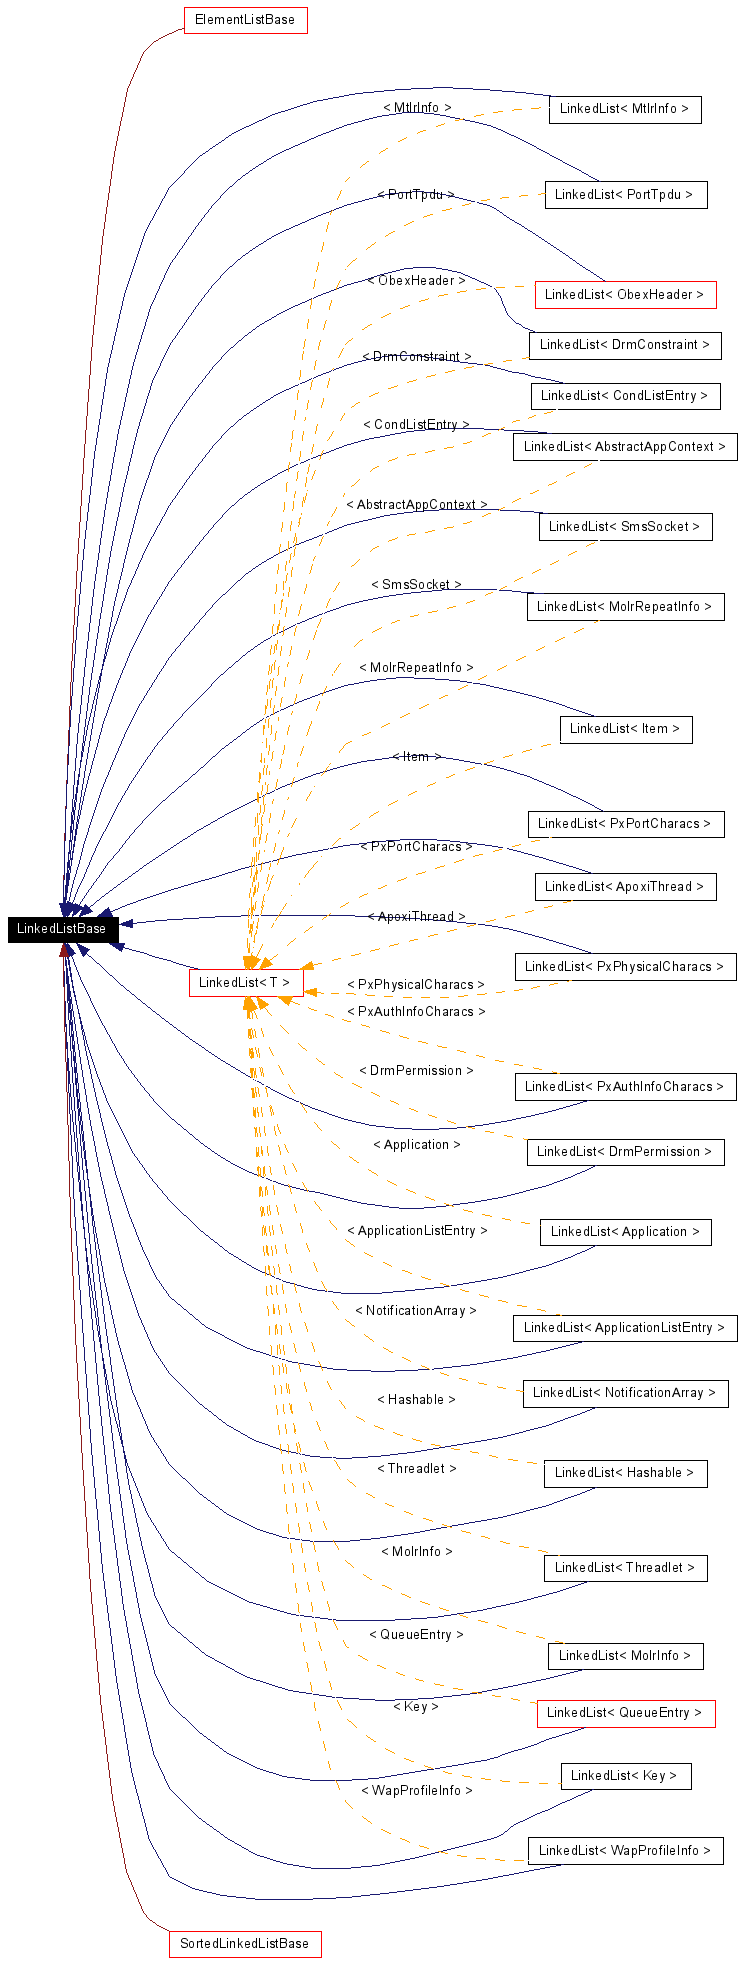 ElementListBase
< MtlrInfo >
LinkedList< MtlrInfo >
< PortTpdu >
LinkedList< PortTpdu >
< ObexHeader >
LinkedList< ObexHeader >
LinkedList< DrmConstraint >
< DrmConstraint >
LinkedList< CondListEntry >
< CondListEntry >
LinkedList< AbstractAppContext >
< AbstractAppContext >
LinkedList< SmsSocket >
< SmsSocket >
LinkedList< MolrRepeatInfo >
< MolrRepeatInfo >
LinkedList< Item >
< Item >
LinkedList< PxPortCharacs >
< PxPortCharacs >
LinkedList< ApoxiThread >
< ApoxiThread >
LinkedListBase
LinkedList< PxPhysicalCharacs >
LinkedList< T >
< PxPhysicalCharacs >
< PxAuthInfoCharacs >
LinkedList< PxAuthInfoCharacs >
< DrmPermission >
LinkedList< DrmPermission >
< Application >
LinkedList< Application >
< ApplicationListEntry >
LinkedList< ApplicationListEntry >
< NotificationArray >
LinkedList< NotificationArray >
< Hashable >
LinkedList< Hashable >
< Threadlet >
LinkedList< Threadlet >
< MolrInfo >
LinkedList< MolrInfo >
< QueueEntry >
LinkedList< QueueEntry >
< Key >
LinkedList< Key >
< WapProfileInfo >
LinkedList< WapProfileInfo >
SortedLinkedListBase